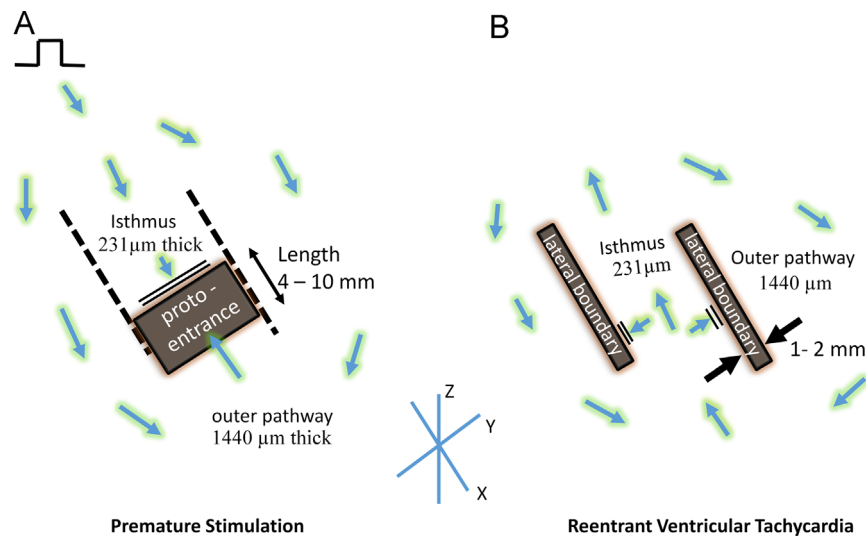 A
Isthmus
231µm thick
Length
4 – 10 mm
proto -
entrance
outer pathway
1440 µm thick
Premature Stimulation
Z
Y
X
B
lateral boundary
Isthmus
231µm
lateral boundary
Outer pathway
1440 µm
1- 2 mm
Reentrant Ventricular Tachycardia